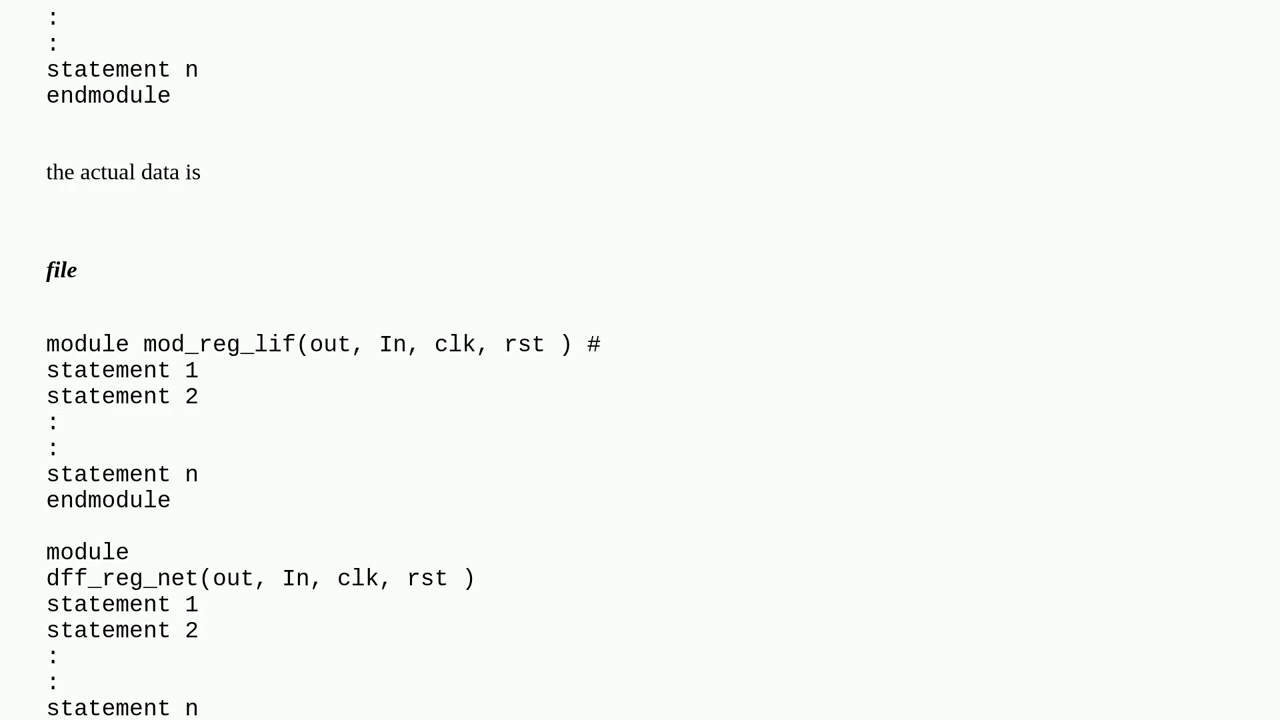 :
:
statement n
endmodule
the actual data is
file
module mod_reg_lif(out, In, clk, rst ) #
statement 1
statement 2
:
:
statement n
endmodule
module
dff_reg_net(out, In, clk, rst )
statement 1
statement 2
:
:
statement n